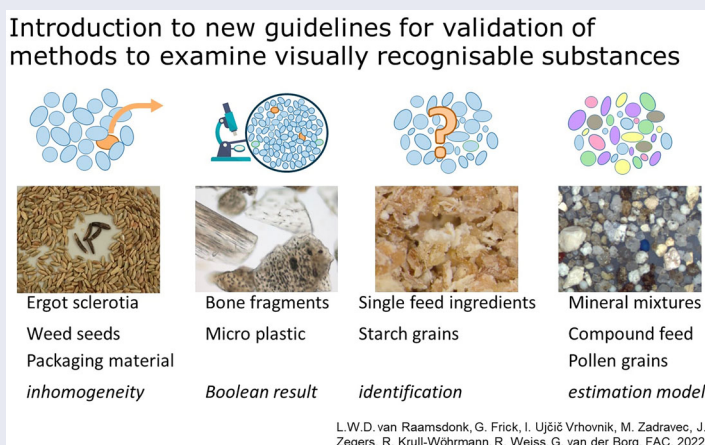 Introduction to new guidelines for validation of
methods to examine visually recognisable substances
?
Ergot sclerotia
Weed seeds
Packaging material
inhomogeneity
Bone fragments
Micro plastic
Boolean result
Single feed ingredients
Starch grains
identification
Mineral mixtures
Compound feed
Pollen grains
estimation model
L.W.D. van Raamsdonk, G. Frick, I. Ujčič Vrhovnik, M. Zadravec, J.
Zegers, R. Krull-Wöhrmann, R. Weiss, G. van der Borg, FAC, 2022